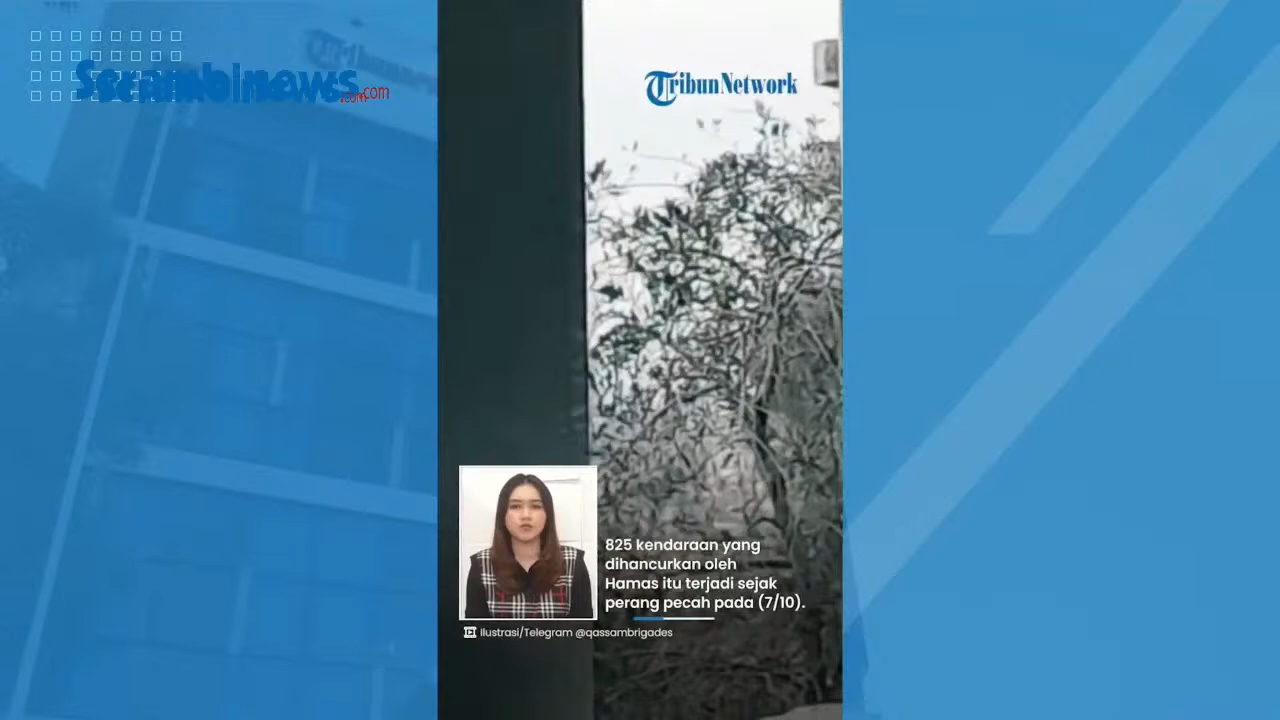 Serambinews.com
TribunNetwork
825 kendaraan yang
dihancurkan oleh
Hamas itu terjadi sejak
perang pecah pada (7/10).
Ilustrasi/Telegram @qassambrigades